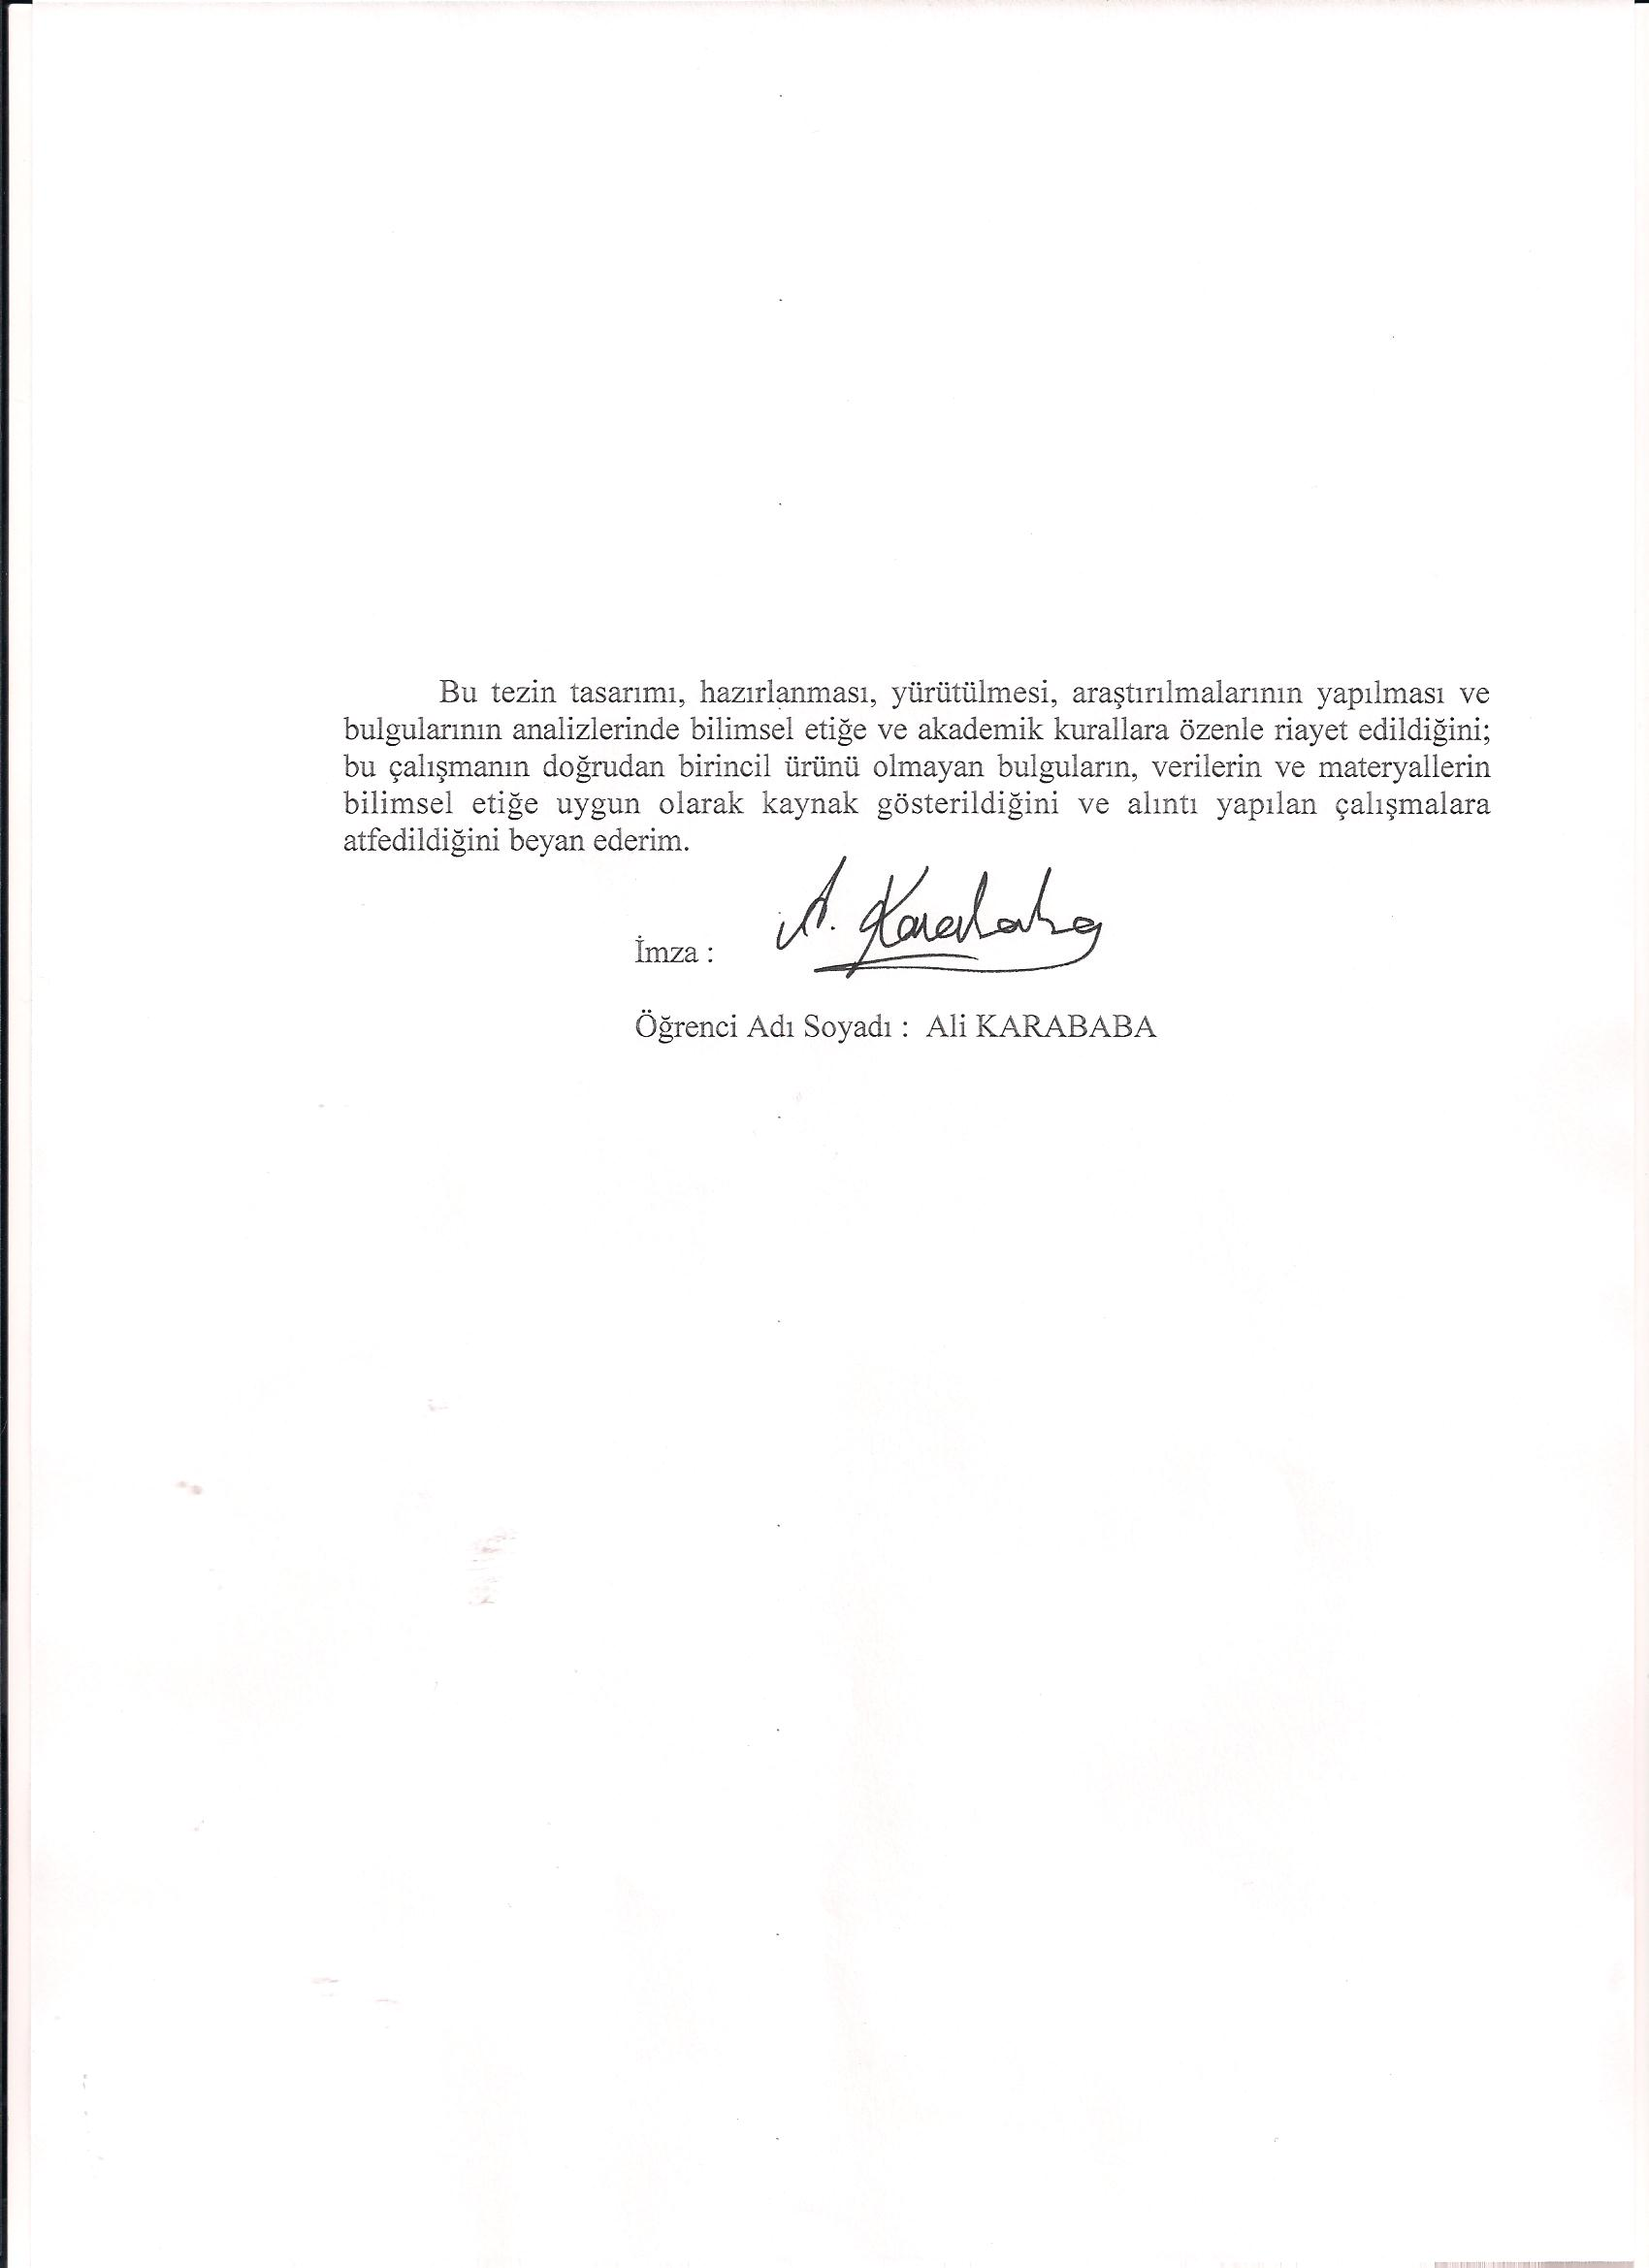 Bu tezin tasarımı, hazırlanması, yürütülmesi, araştırılmalarının yapılması ve
bulgularının analizlerinde bilimsel etiğe ve akademik kurallara özenle riayet edildiğini;
bu çalışmanın doğrudan birincil ürünü olmayan bulguların, verilerin ve materyallerin
bilimsel etiğe uygun olarak kaynak gösterildiğini ve alıntı yapılan çalışmalara
atfedildiğini beyan ederim.
A. Karababa
İmza :
Öğrenci Adı Soyadı : Ali KARABABA